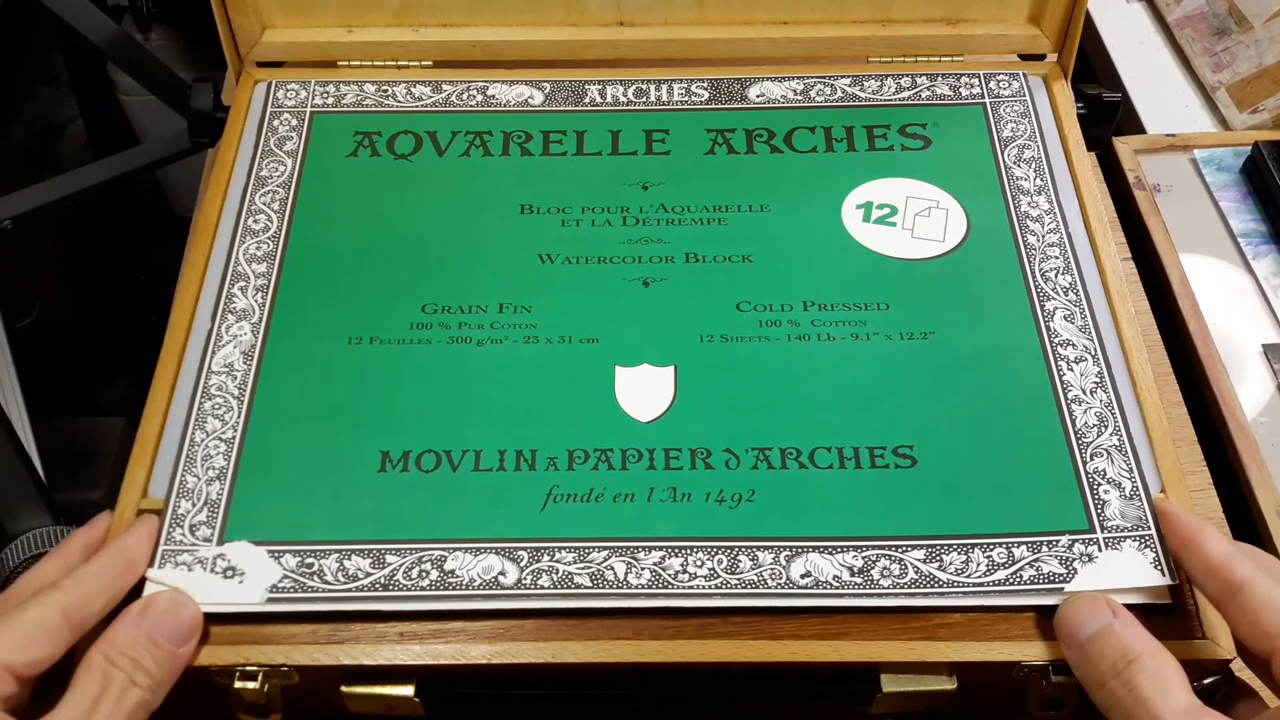 ARCHES
AQVARELLE ARCHES®
BLOC POUR L'AQUARELLE
ET LA DÉTREMPE
WATERCOLOR BLOCK
12
GRAIN FIN
100 % PUR COTON
12 FEUILLES - 300 g/m² - 23 x 31 cm
COLD PRESSED
100 % COTTON
12 SHEETS - 140 Lb - 9.1" x 12.2"
MOVLIN A PAPIER d'ARCHES
fondé en l'An 1492